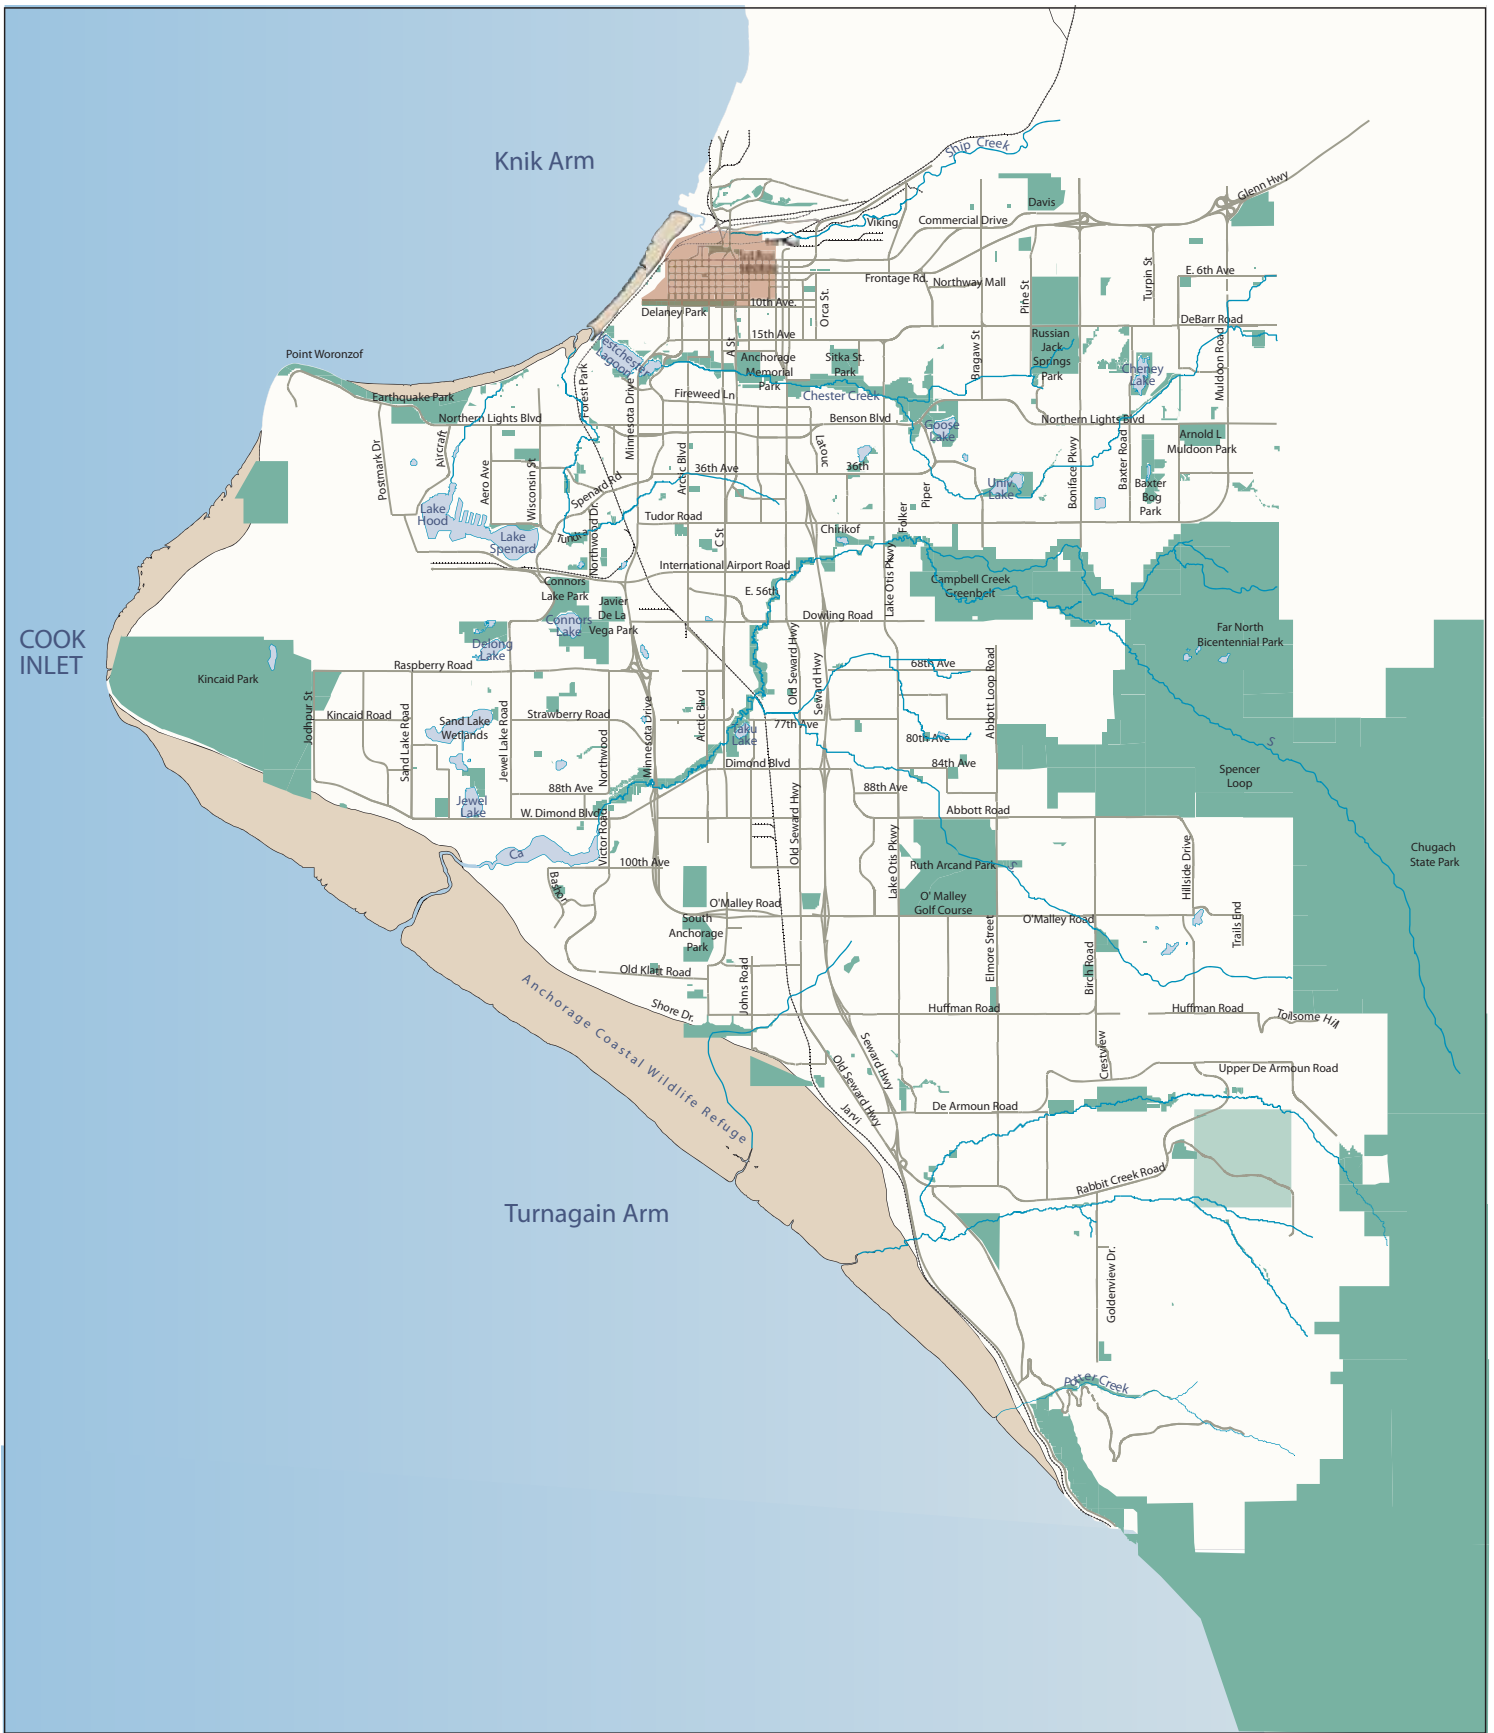 Knik Arm
Ship Creek
Glenn Hwy
Davis
Viking
Commercial Drive
Frontage Rd.
Northway Mall
Pine St
Turpin St
E. 6th Ave
10th Ave.
Orca St.
Delaney Park
DeBarr Road
15th Ave
A St
Bragaw St
Russian
Jack
Springs
Park
Muldoon Road
Point Woronzof
Westchester
Lagoon
Anchorage
Memorial
Park
Sitka St.
Park
Cheney
Lake
Forest Park
Minnesota Drive
Earthquake Park
Fireweed Ln
Chester Creek
Northern Lights Blvd
Benson Blvd
Goose
Lake
Northern Lights Blvd
Arnold L
Muldoon Park
Postmark Dr
Aircraft
Aero Ave
Wisconsin St
Arctic Blvd
36th Ave
Latouc
36th
Boniface Pkwy
Baxter Road
Spenard Rd
Piper
Univ.
Lake
Baxter
Bog
Park
Lake
Hood
Lake
Spenard
Tundra
Northwood Dr.
Tudor Road
C St
Chirikof
Folker
International Airport Road
Lake Otis Pkwy
Connors
Lake Park
Javier
De La
Vega Park
E. 56th
Campbell Creek
Greenbelt
Connors
Lake
Dowling Road
Far North
Bicentennial Park
COOK
INLET
Delong
Lake
Raspberry Road
Old Seward Hwy
Seward Hwy
68th Ave
Abbott Loop Road
Kincaid Park
Jodhpur St
Kincaid Road
Sand Lake Road
Sand Lake
Wetlands
Jewel Lake Road
Strawberry Road
Minnesota Drive
Arctic Blvd
Taku
Lake
77th Ave
80th Ave
S
Northwood
Dimond Blvd
84th Ave
Spencer
Loop
88th Ave
88th Ave
Jewel
Lake
W. Dimond Blvd
Victor Road
Old Seward Hwy
Abbott Road
Chugach
State Park
Ca
100th Ave
Lake Otis Pkwy
Ruth Arcand Park
Hillside Drive
O' Malley
Golf Course
O'Malley Road
South
Anchorage
Park
O'Malley Road
Trails End
Old Klatt Road
Johns Road
Elmore Street
Birch Road
Anchorage Coastal Wildlife Refuge
Shore Dr.
Huffman Road
Huffman Road
Toilsome Hill
Seward Hwy
Old Seward Hwy
Crestview
Upper De Armoun Road
Jarvi
De Armoun Road
Rabbit Creek Road
Turnagain Arm
Goldenview Dr.
Potter Creek